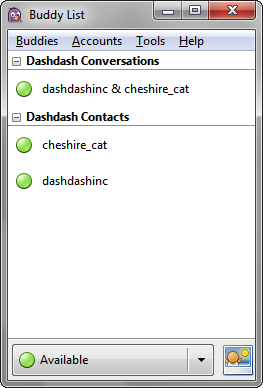 Buddy List
Buddies Accounts Tools Help
Dashdash Conversations
dashdashinc & cheshire_cat
Dashdash Contacts
cheshire_cat
dashdashinc
Available